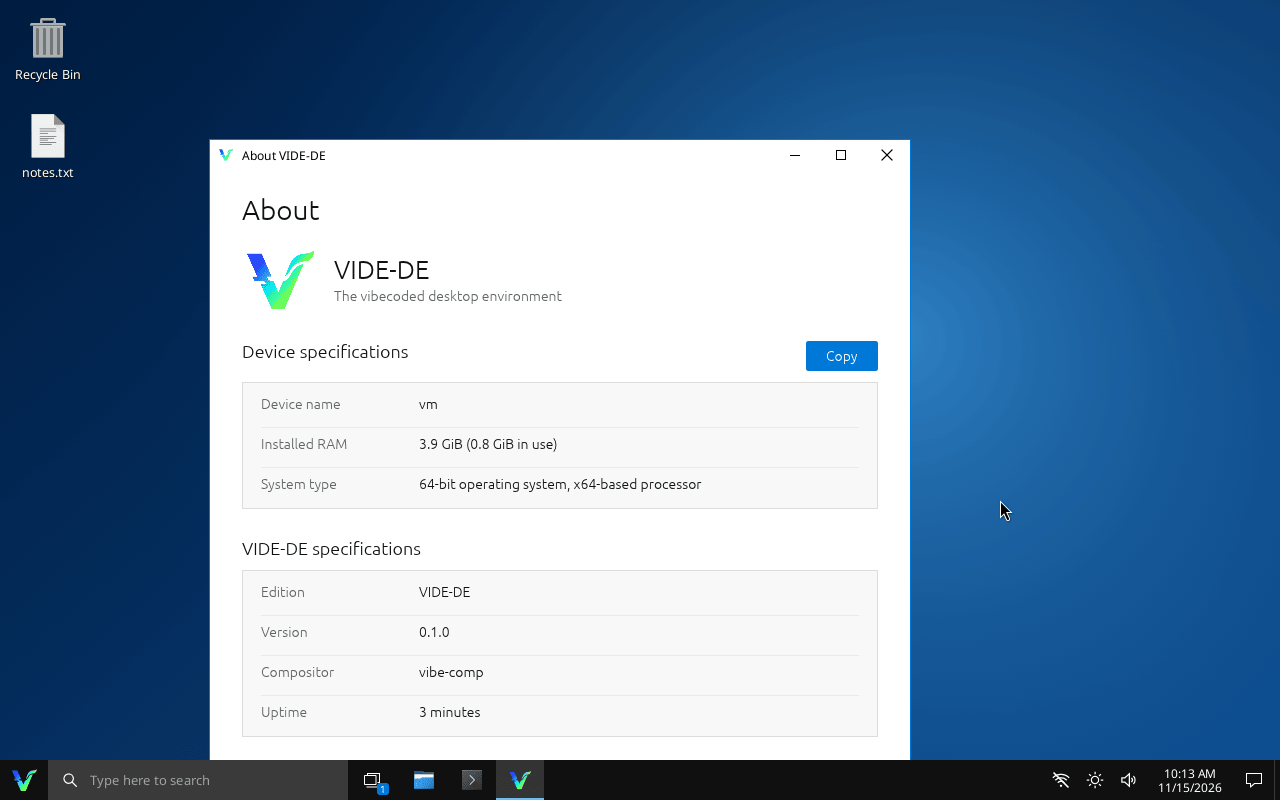 Recycle Bin
notes.txt
About VIDE-DE
About
VIDE-DE
The vibecoded desktop environment
Device specifications
Copy
Device name vm
Installed RAM 3.9 GiB (0.8 GiB in use)
System type 64-bit operating system, x64-based processor
VIDE-DE specifications
Edition VIDE-DE
Version 0.1.0
Compositor vibe-comp
Uptime 3 minutes
Type here to search
1
10:13 AM
11/15/2026